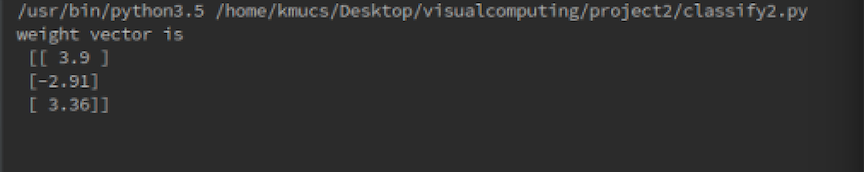 /usr/bin/python3.5 /home/kmucs/Desktop/visualcomputing/project2/classify2.py
weight vector is
[[ 3.9 ]
[-2.91]
[ 3.36]]